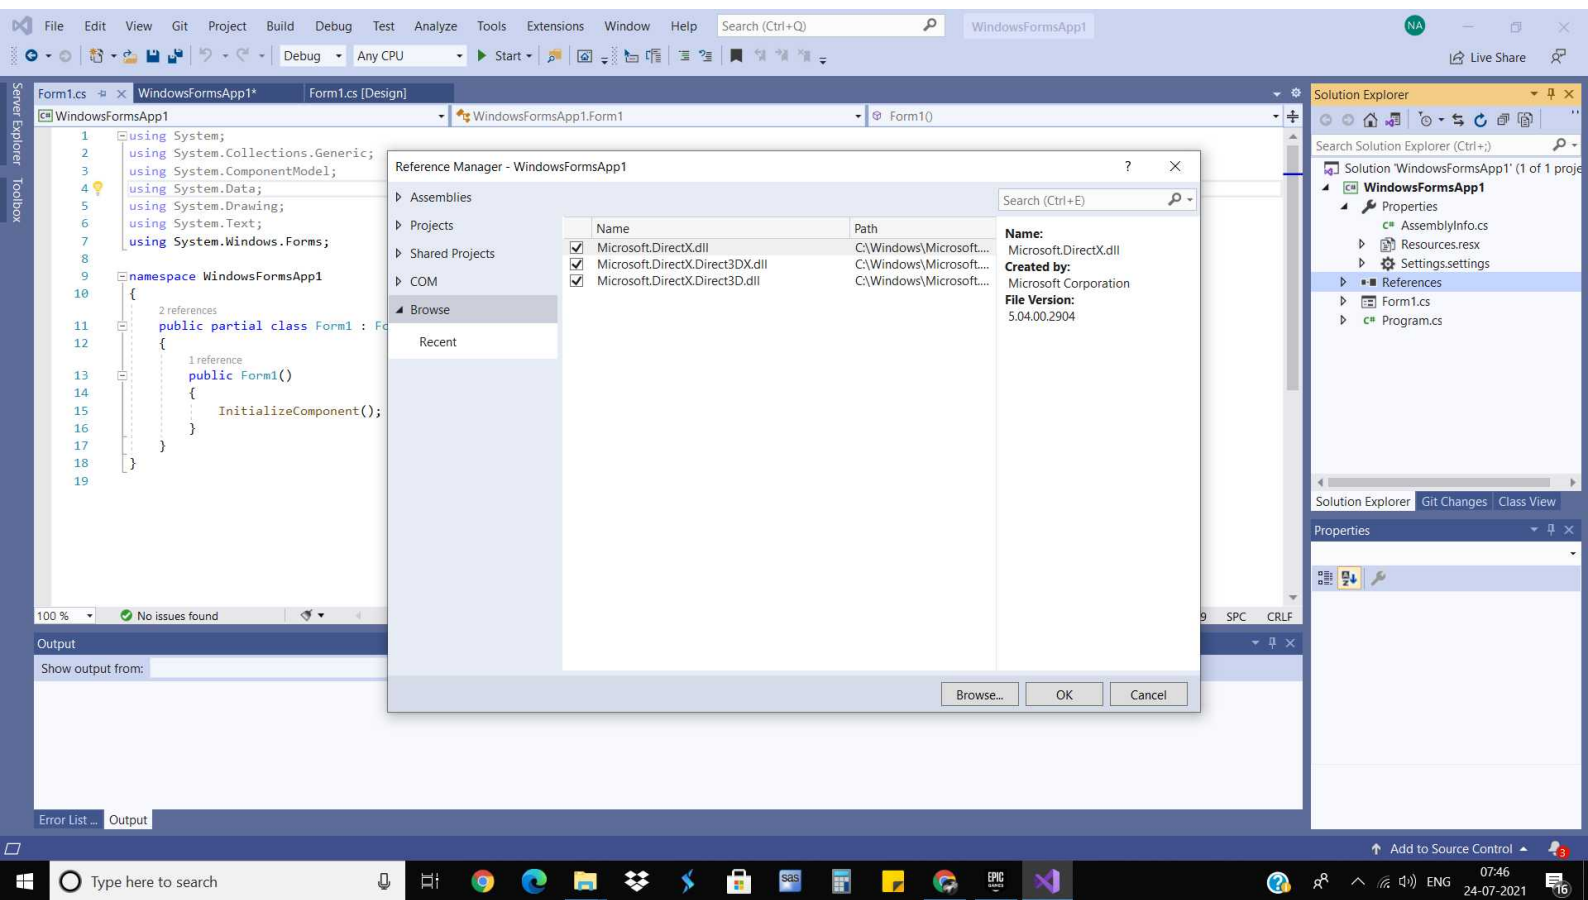 File Edit View Git Project Build Debug Test Analyze Tools Extensions Window Help Search (Ctrl+Q) WindowsFormsApp1 NA
Debug Any CPU Start Live Share
Server Explorer
Toolbox
Form1.cs WindowsFormsApp1* Form1.cs [Design]
WindowsFormsApp1 WindowsFormsApp1.Form1 Form1()
1 using System;
2 using System.Collections.Generic;
3 using System.ComponentModel;
4 using System.Data;
5 using System.Drawing;
6 using System.Text;
7 using System.Windows.Forms;
8
9 namespace WindowsFormsApp1
10 {
2 references
11 public partial class Form1 : Fo
12 {
1 reference
13 public Form1()
14 {
15 InitializeComponent();
16 }
17 }
18 }
19
100 % No issues found 9 SPC CRLF
Reference Manager - WindowsFormsApp1 ?
Assemblies
Projects
Shared Projects
COM
Browse
Recent
Name Path
Microsoft.DirectX.dll C:\Windows\Microsoft....
Microsoft.DirectX.Direct3DX.dll C:\Windows\Microsoft....
Microsoft.DirectX.Direct3D.dll C:\Windows\Microsoft....
Search (Ctrl+E)
Name:
Microsoft.DirectX.dll
Created by:
Microsoft Corporation
File Version:
5.04.00.2904
Browse... OK Cancel
Solution Explorer
Search Solution Explorer (Ctrl+;)
Solution 'WindowsFormsApp1' (1 of 1 proje
C# WindowsFormsApp1
Properties
C# AssemblyInfo.cs
Resources.resx
Settings.settings
References
Form1.cs
C# Program.cs
Solution Explorer Git Changes Class View
Properties
Output
Show output from:
Error List ... Output
Add to Source Control 3
Type here to search
sas
EPIC GAMES
ENG
07:46
24-07-2021
16